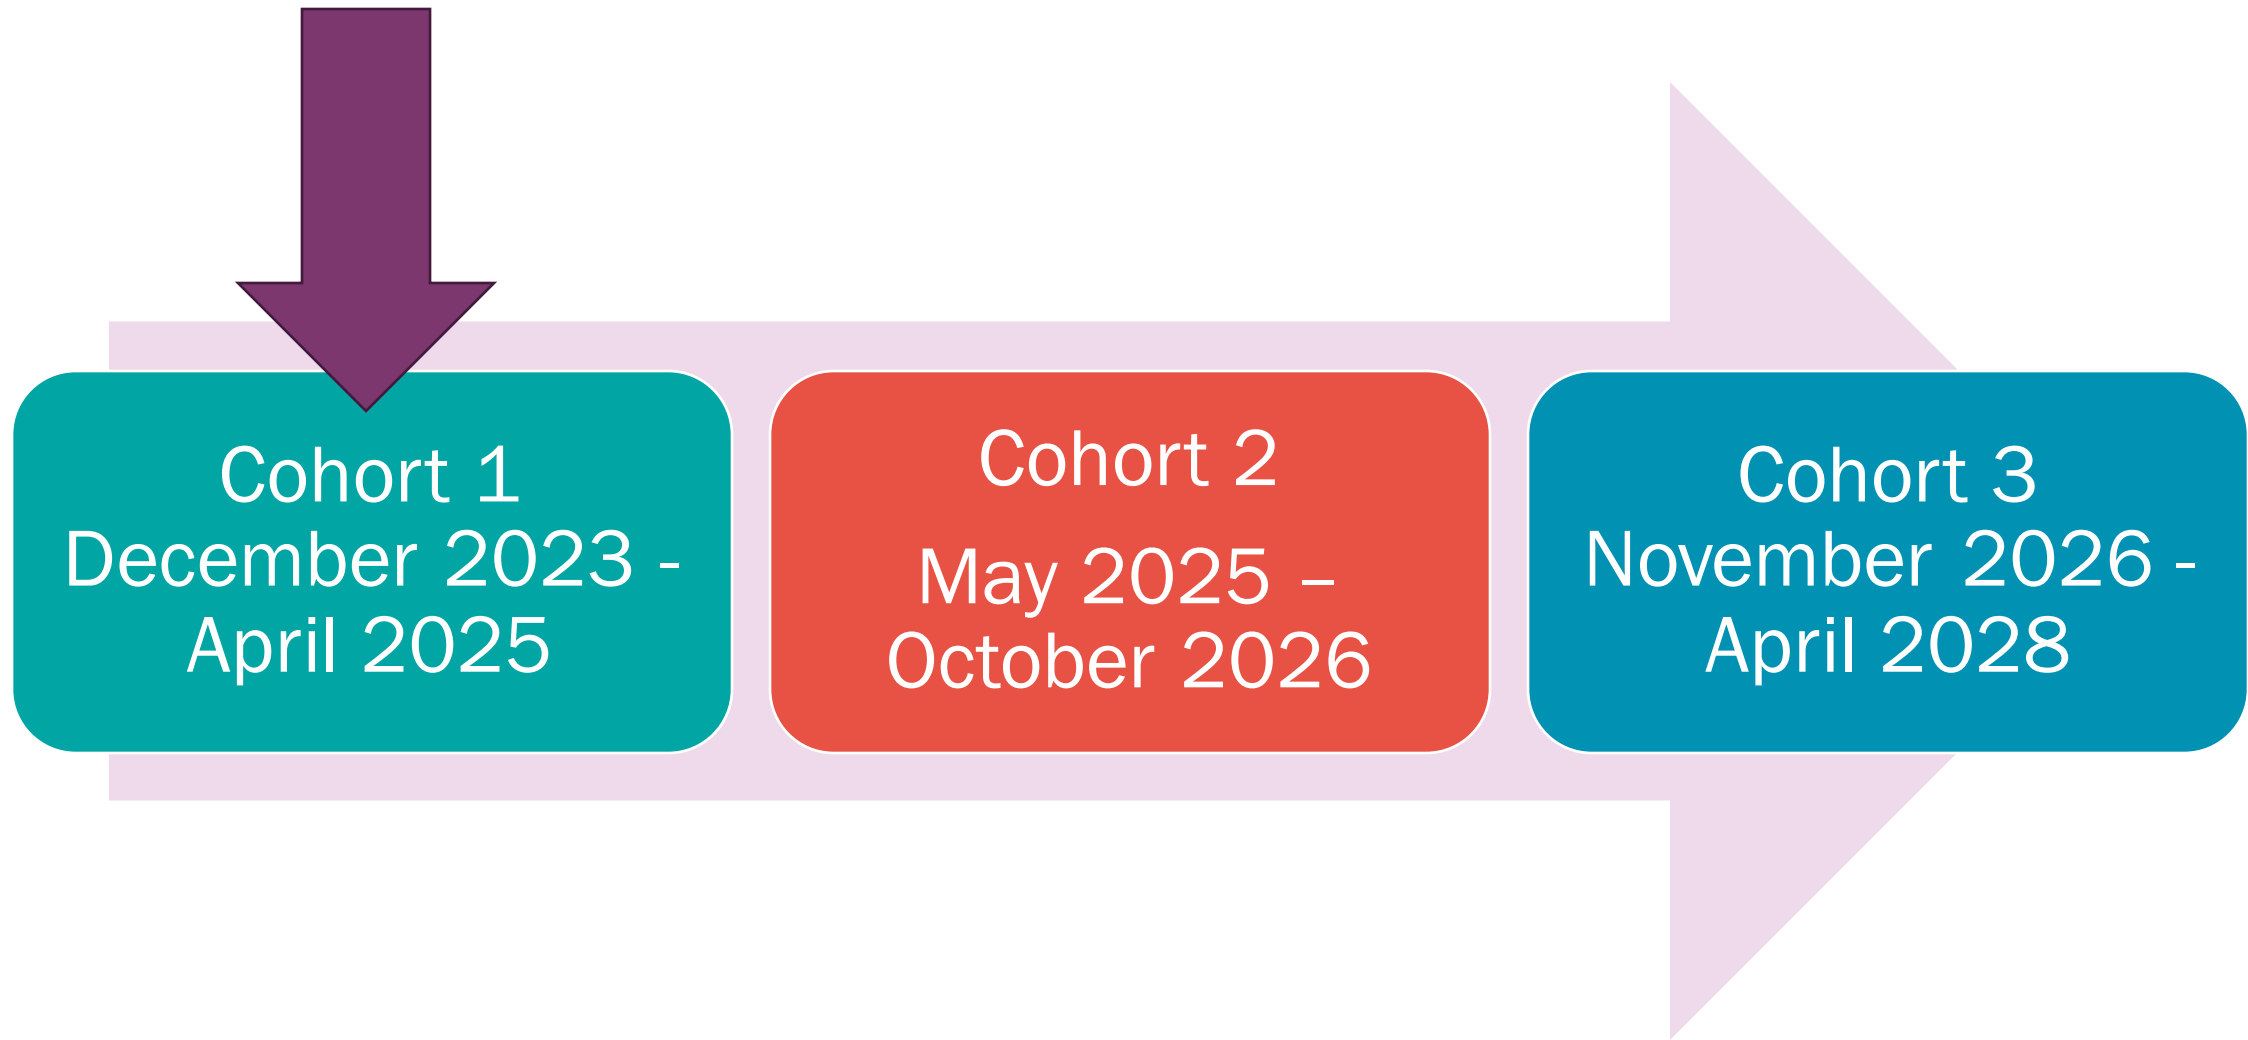 Cohort 1
December 2023 -
April 2025
Cohort 2
May 2025 –
October 2026
Cohort 3
November 2026 -
April 2028